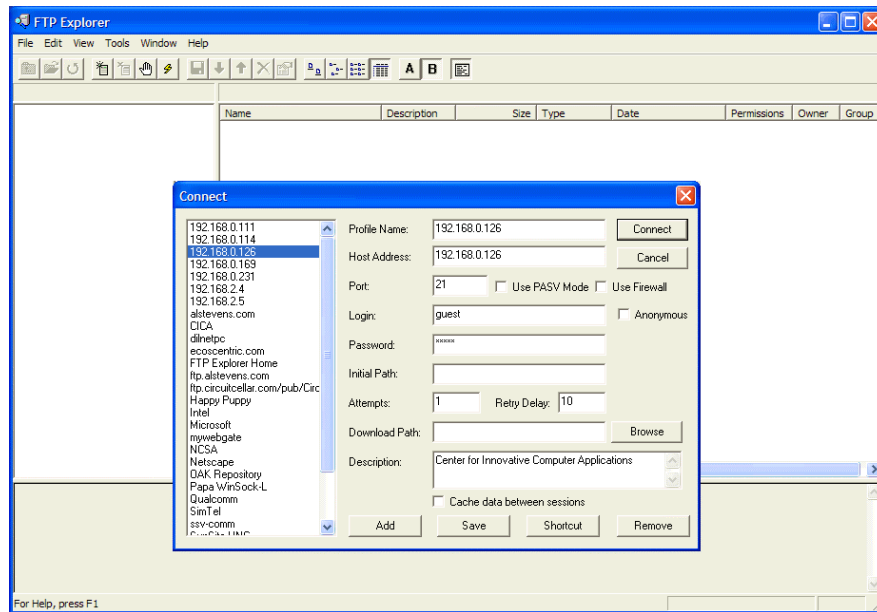 FTP Explorer
File Edit View Tools Window Help
A B
Name Description Size Type Date Permissions Owner Group
Connect
192.168.0.111
192.168.0.114
192.168.0.126
192.168.0.169
192.168.0.231
192.168.2.4
192.168.2.5
alstevens.com
CICA
dilnetpc
ecoscentric.com
FTP Explorer Home
ftp.alstevens.com
ftp.circuitcellar.com/pub/Circ
Happy Puppy
Intel
Microsoft
mywebgate
NCSA
Netscape
OAK Repository
Papa WinSock-L
Qualcomm
SimTel
ssv-comm
Profile Name: 192.168.0.126 Connect
Host Address: 192.168.0.126 Cancel
Port: 21 Use PASV Mode Use Firewall
Login: guest Anonymous
Password: *****
Initial Path:
Attempts: 1 Retry Delay: 10
Download Path: Browse
Description: Center for Innovative Computer Applications
Cache data between sessions
Add Save Shortcut Remove
For Help, press F1